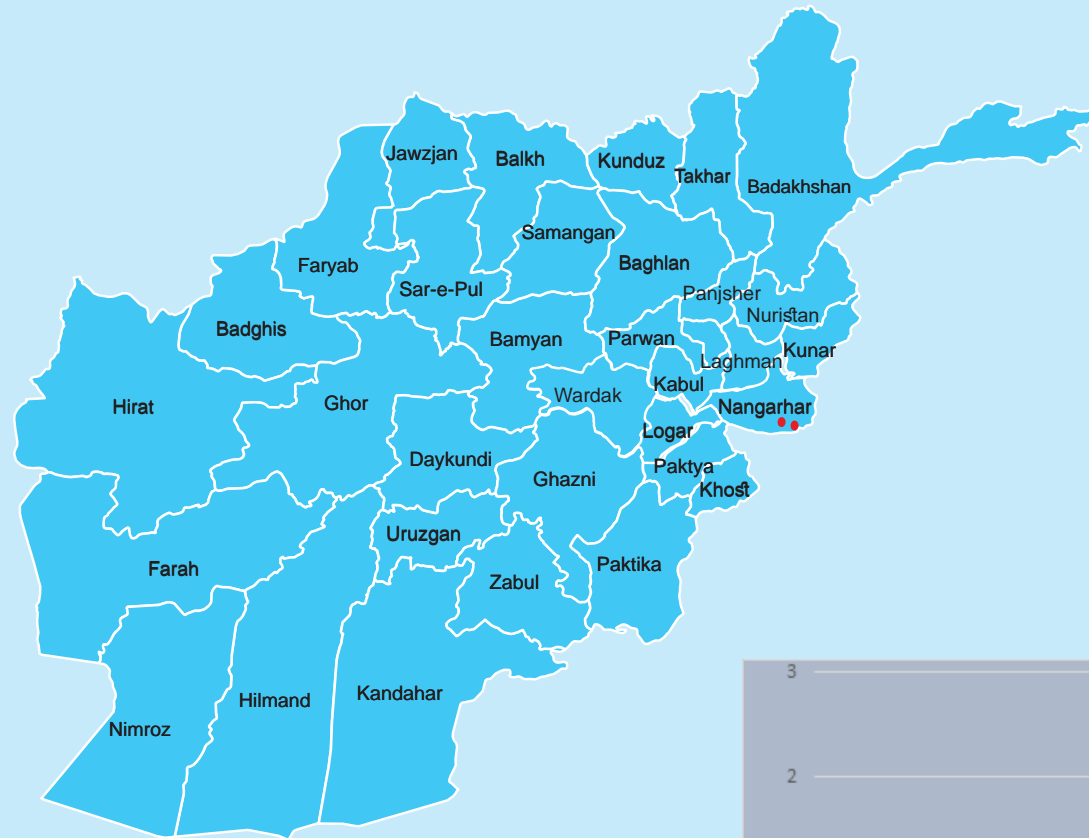 Jawzjan
Balkh
Kunduz
Takhar
Badakhshan
Samangan
Faryab
Baghlan
Sar-e-Pul
Panjsher
Nuristan
Badghis
Bamyan
Parwan
Kunar
Laghman
Kabul
Wardak
Hirat
Ghor
Nangarhar
Logar
Daykundi
Paktya
Ghazni
Khost
Uruzgan
Farah
Paktika
Zabul
3
Kandahar
Hilmand
Nimroz
2